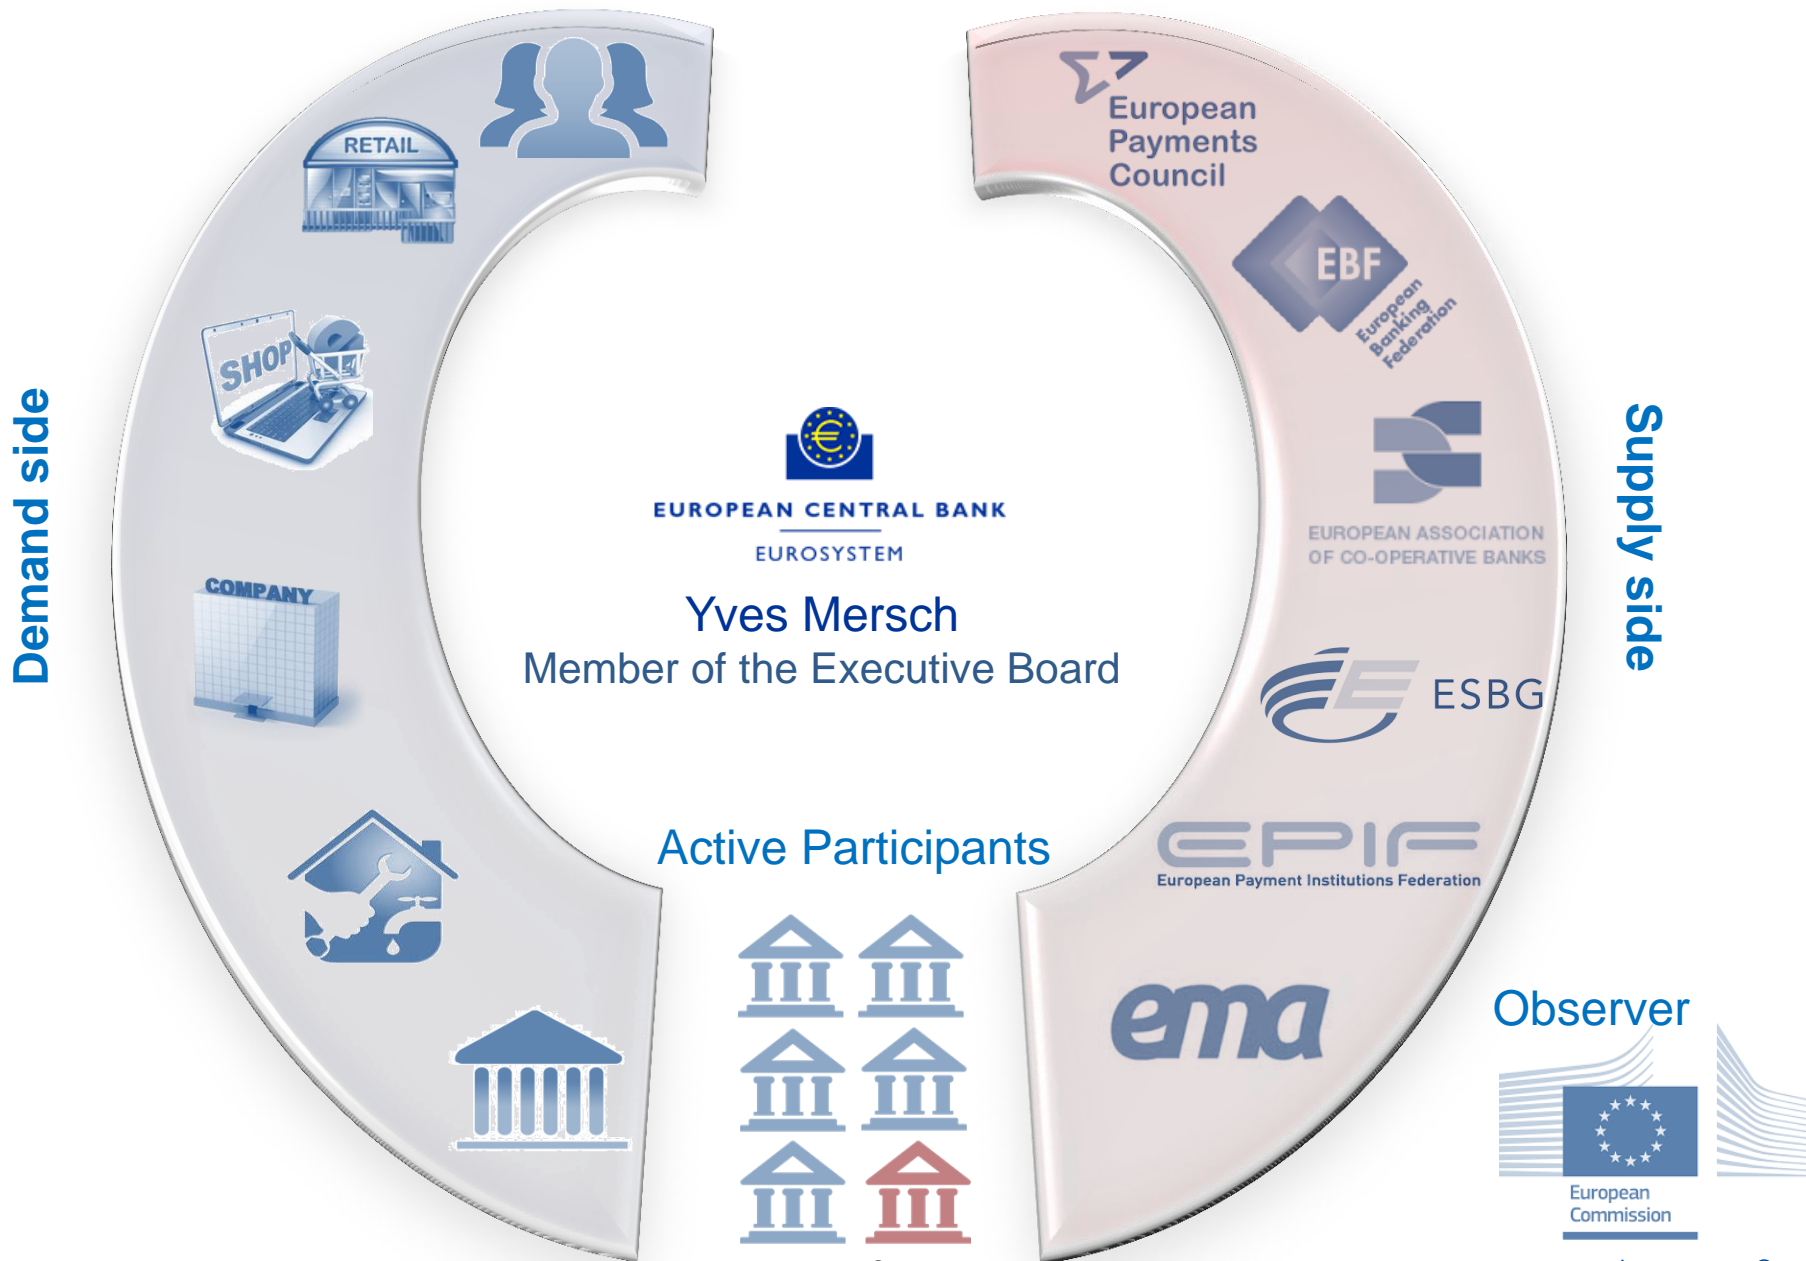 RETAIL
SHOP
e
COMPANY
Demand side
EUROPEAN CENTRAL BANK
EUROSYSTEM
Yves Mersch
Member of the Executive Board
Active Participants
European
Payments
Council
EBF
European
Banking
Federation
EUROPEAN ASSOCIATION
OF CO-OPERATIVE BANKS
ESBG
EPIF
European Payment Institutions Federation
ema
Supply side
Observer
European
Commission